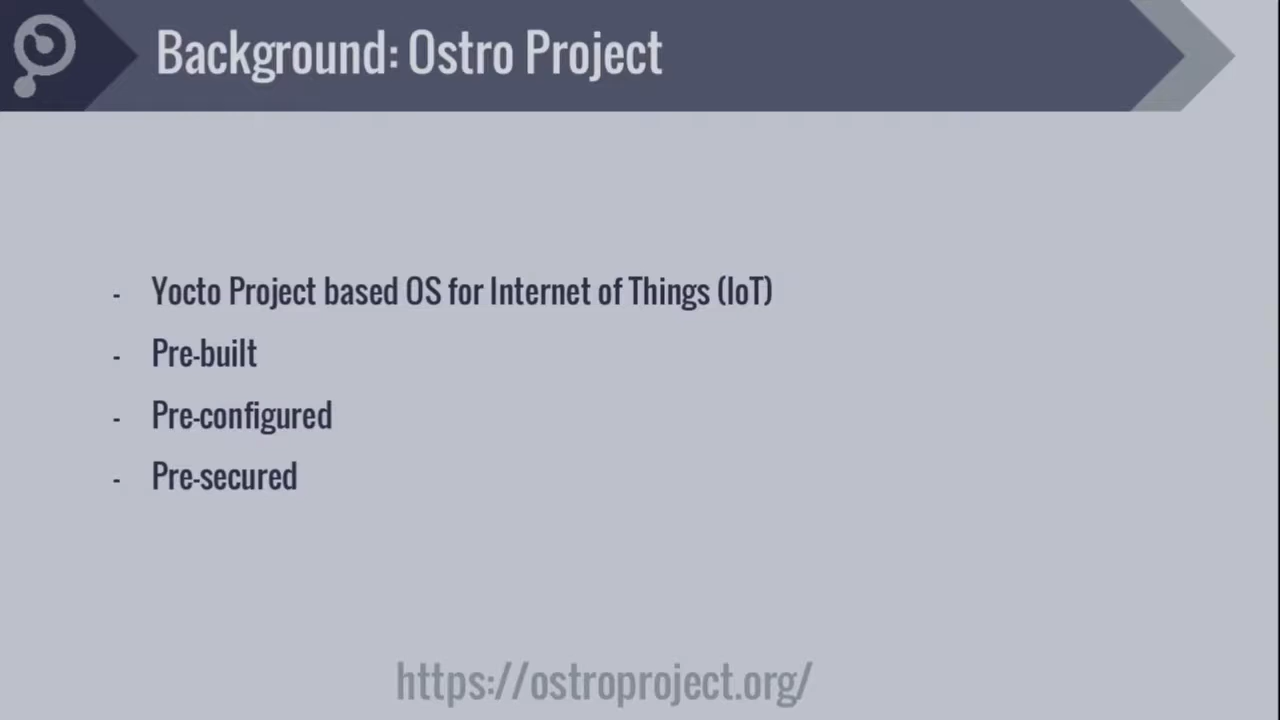 Background: Ostro Project
- Yocto Project based OS for Internet of Things (IoT)
- Pre-built
- Pre-configured
- Pre-secured
https://ostroproject.org/